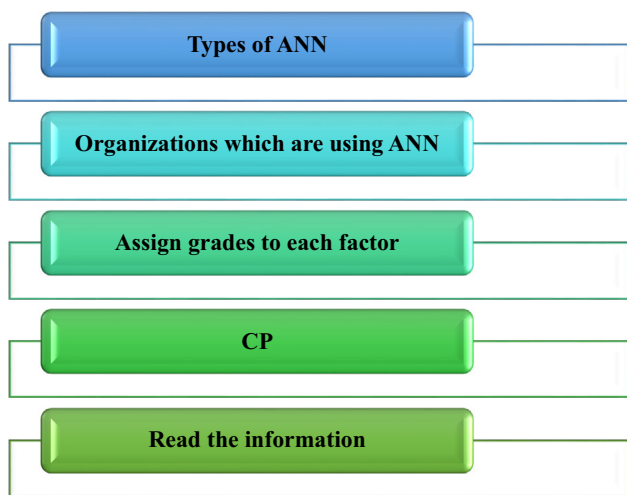 Types of ANN
Organizations which are using ANN
Assign grades to each factor
CP
Read the information